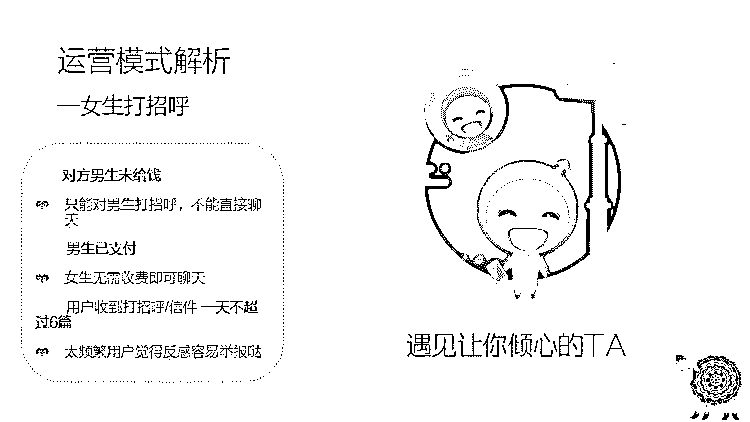 运营模式解析
—女生打招呼
对方男生未给钱
只能对男生打招呼，不能直接聊
天
男生已支付
女生无需收费即可聊天
用户收到打招呼/信件 一天不超
过6篇
太频繁用户觉得反感容易举报哒
遇见让你倾心的TA